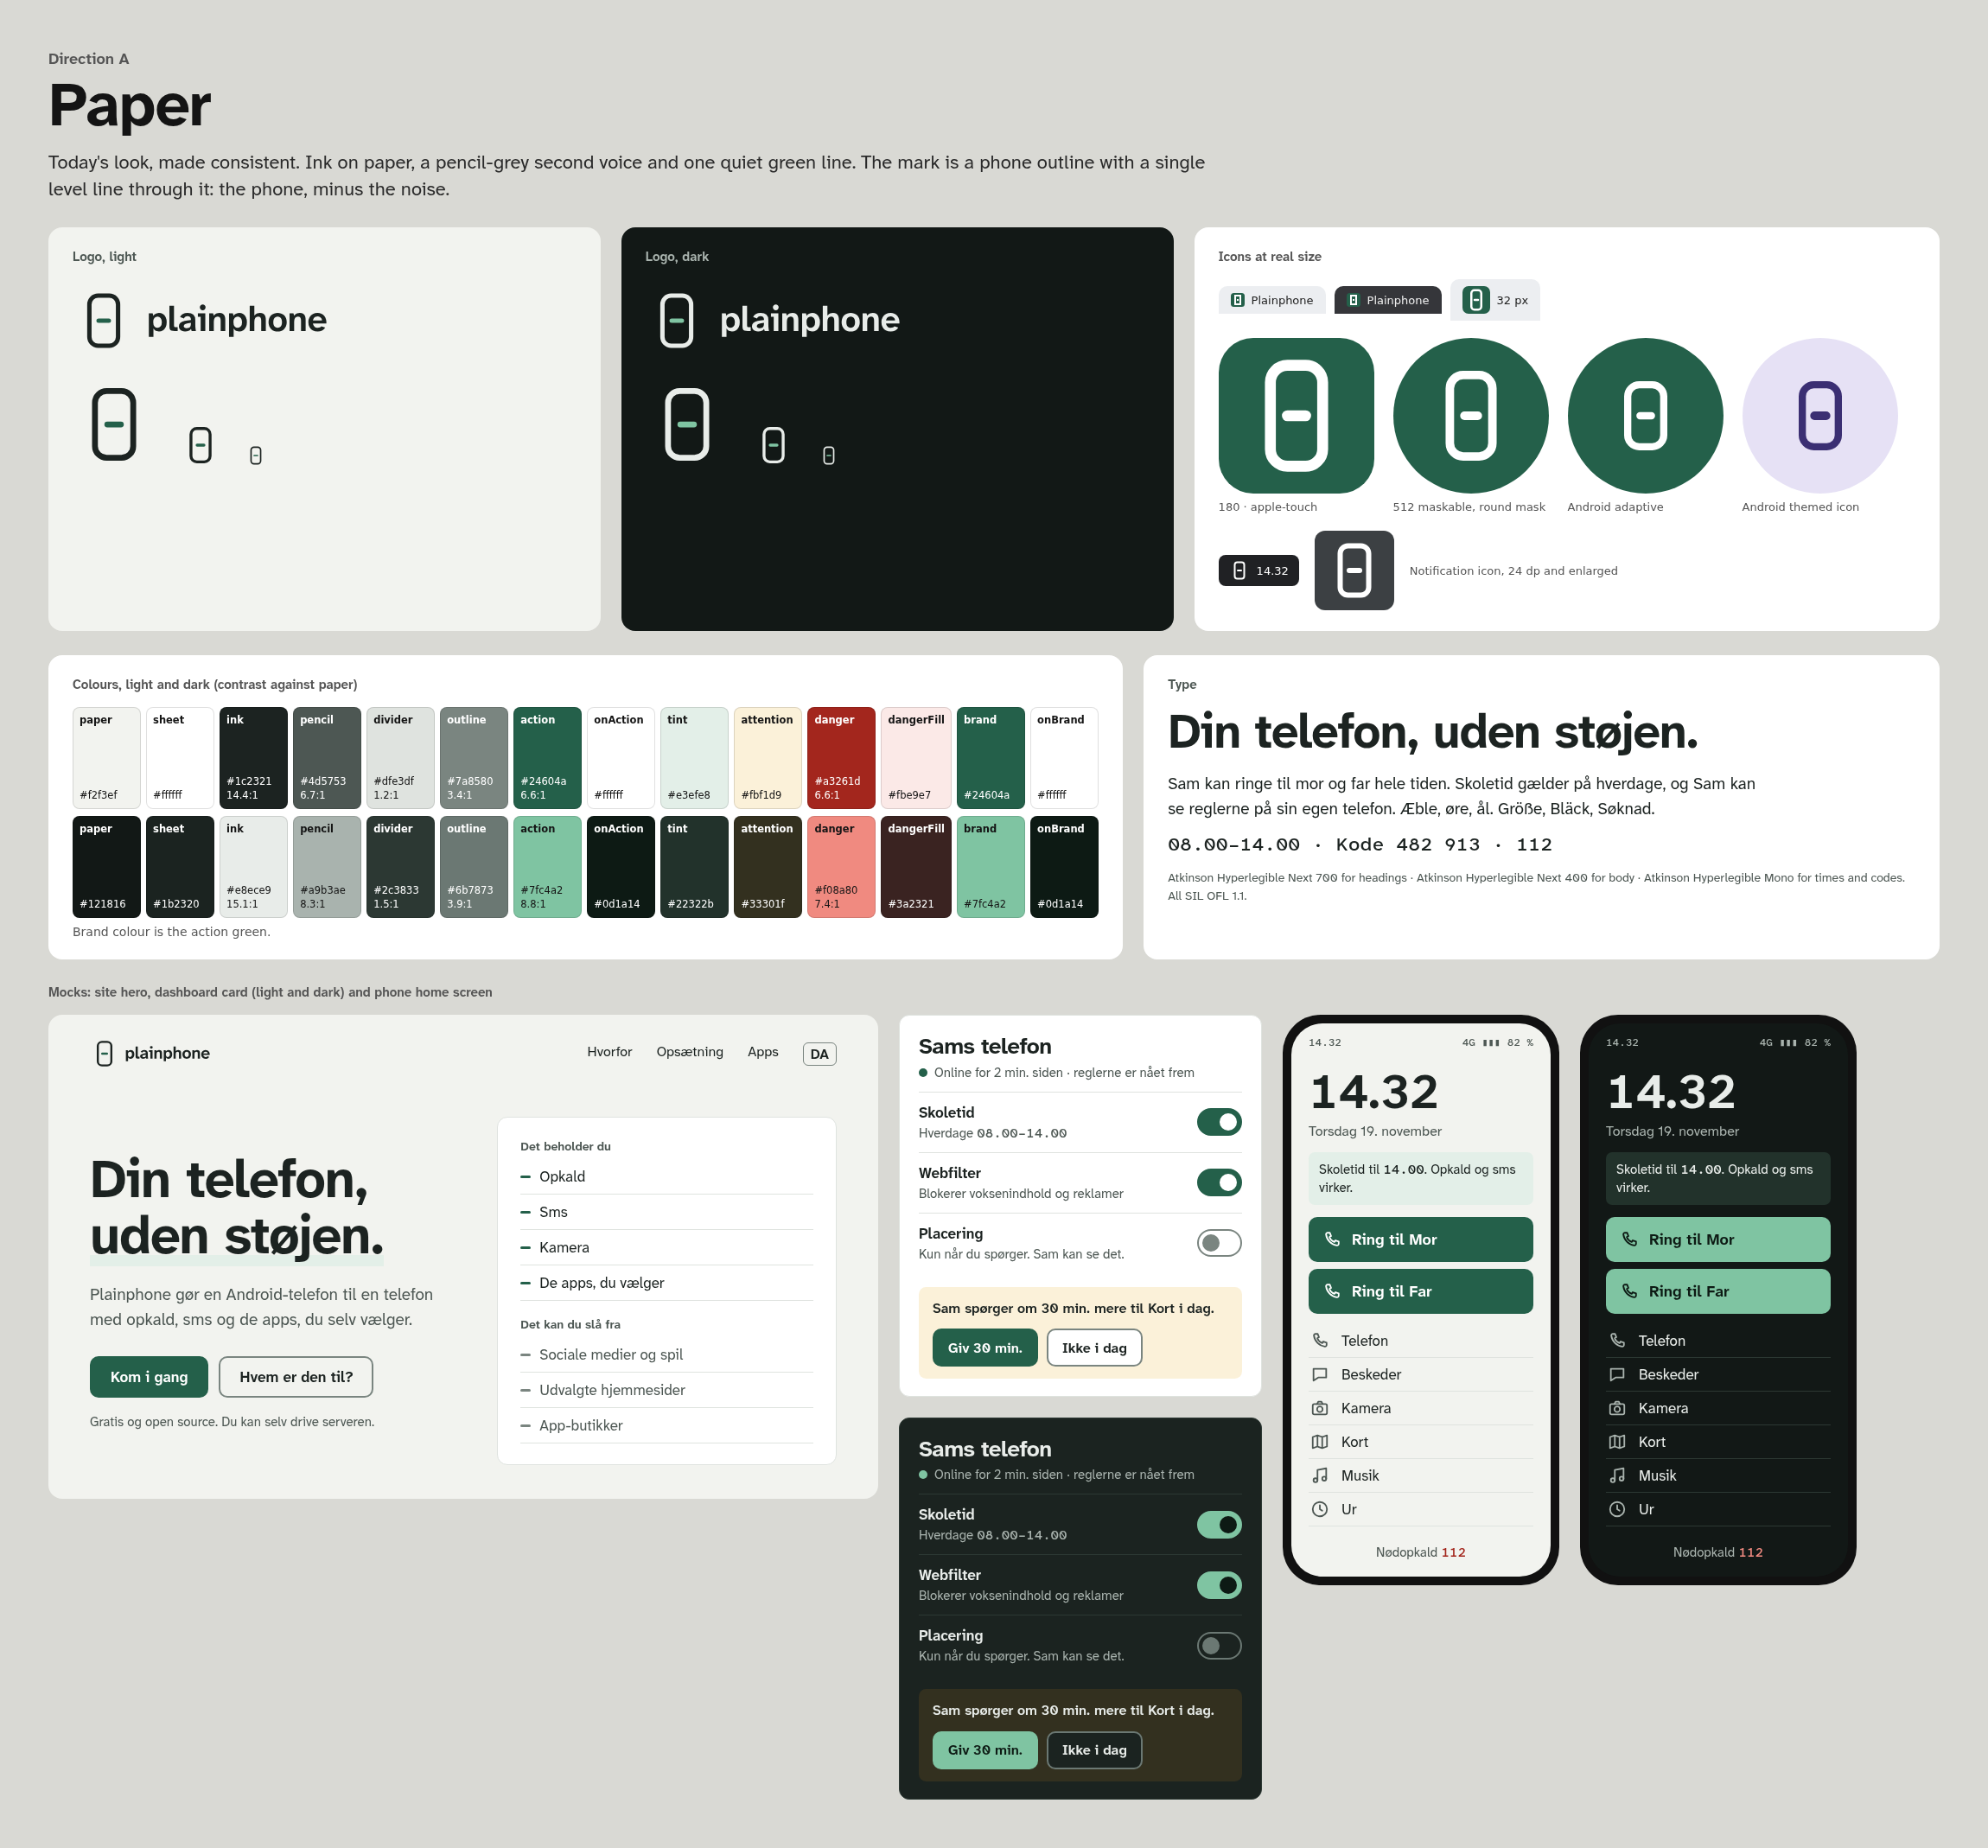 Direction A
Paper
Today's look, made consistent. Ink on paper, a pencil-grey second voice and one quiet green line. The mark is a phone outline with a single
level line through it: the phone, minus the noise.
Logo, light
plainphone
Logo, dark
plainphone
Icons at real size
Plainphone
Plainphone
32 px
180 · apple-touch
512 maskable, round mask
Android adaptive
Android themed icon
14.32
Notification icon, 24 dp and enlarged
Colours, light and dark (contrast against paper)
paper
#f2f3ef
sheet
#ffffff
ink
#1c2321
14.4:1
pencil
#4d5753
6.7:1
divider
#dfe3df
1.2:1
outline
#7a8580
3.4:1
action
#24604a
6.6:1
onAction
#ffffff
tint
#e3efe8
attention
#fbf1d9
danger
#a3261d
6.6:1
dangerFill
#fbe9e7
brand
#24604a
onBrand
#ffffff
paper
#121816
sheet
#1b2320
ink
#e8ece9
15.1:1
pencil
#a9b3ae
8.3:1
divider
#2c3833
1.5:1
outline
#6b7873
3.9:1
action
#7fc4a2
8.8:1
onAction
#0d1a14
tint
#22322b
attention
#33301f
danger
#f08a80
7.4:1
dangerFill
#3a2321
brand
#7fc4a2
onBrand
#0d1a14
Brand colour is the action green.
Type
Din telefon, uden støjen.
Sam kan ringe til mor og far hele tiden. Skoletid gælder på hverdage, og Sam kan
se reglerne på sin egen telefon. Æble, øre, ål. Größe, Bläck, Søknad.
08.00–14.00 · Kode 482 913 · 112
Atkinson Hyperlegible Next 700 for headings · Atkinson Hyperlegible Next 400 for body · Atkinson Hyperlegible Mono for times and codes.
All SIL OFL 1.1.
Mocks: site hero, dashboard card (light and dark) and phone home screen
plainphone
Hvorfor
Opsætning
Apps
DA
Din telefon,
uden støjen.
Plainphone gør en Android-telefon til en telefon
med opkald, sms og de apps, du selv vælger.
Kom i gang
Hvem er den til?
Gratis og open source. Du kan selv drive serveren.
Det beholder du
Opkald
Sms
Kamera
De apps, du vælger
Det kan du slå fra
Sociale medier og spil
Udvalgte hjemmesider
App-butikker
Sams telefon
Online for 2 min. siden · reglerne er nået frem
Skoletid
Hverdage 08.00–14.00
Webfilter
Blokerer voksenindhold og reklamer
Placering
Kun når du spørger. Sam kan se det.
Sam spørger om 30 min. mere til Kort i dag.
Giv 30 min.
Ikke i dag
Sams telefon
Online for 2 min. siden · reglerne er nået frem
Skoletid
Hverdage 08.00–14.00
Webfilter
Blokerer voksenindhold og reklamer
Placering
Kun når du spørger. Sam kan se det.
Sam spørger om 30 min. mere til Kort i dag.
Giv 30 min.
Ikke i dag
14.32
4G ▮▮▮ 82 %
14.32
Torsdag 19. november
Skoletid til 14.00. Opkald og sms
virker.
Ring til Mor
Ring til Far
Telefon
Beskeder
Kamera
Kort
Musik
Ur
Nødopkald 112
14.32
4G ▮▮▮ 82 %
14.32
Torsdag 19. november
Skoletid til 14.00. Opkald og sms
virker.
Ring til Mor
Ring til Far
Telefon
Beskeder
Kamera
Kort
Musik
Ur
Nødopkald 112